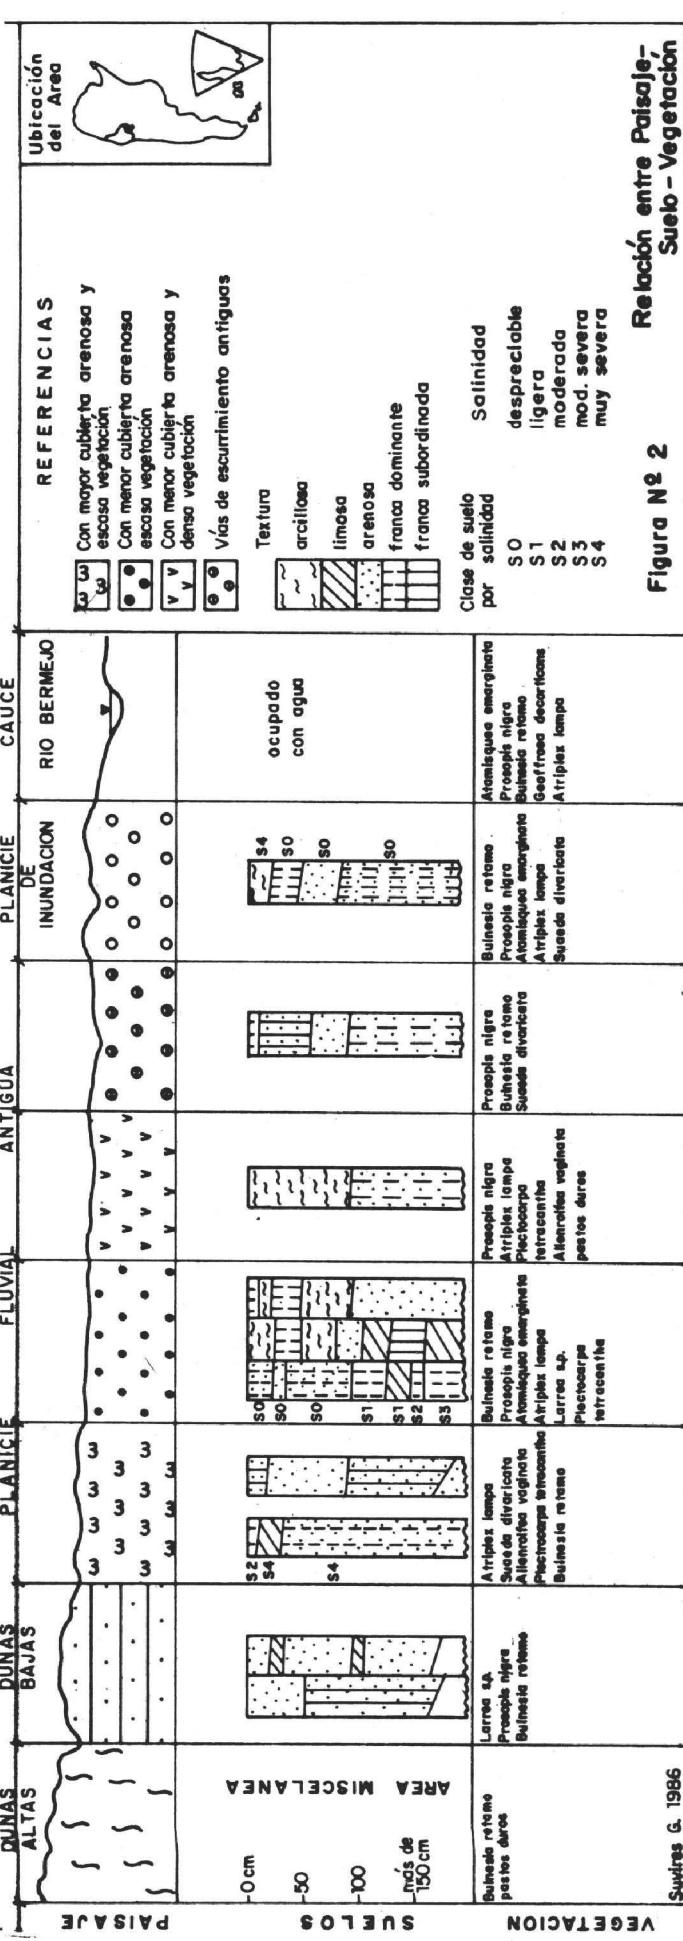 DUNAS
ALTAS
DUNAS
BAJAS
PLANICIE FLUVIAL ANTIGUA
PLANICIE
DE
INUNDACION
CAUCE
RIO BERMEJO
PAISAJE
SUELOS
0 cm
50
100
más de
150 cm
AREA MISCELANEA
S2
S4
S4
S0
S0
S0
S1
S1
S2
S3
S4
S0
S0
S0
ocupado
con agua
VEGETACION
Bulnesia retamo
pastos duros
Larrea s.p.
Prosopis nigra
Bulnesia retamo
Atriplex lampa
Suaeda divaricata
Allenrolfea vaginata
Plectrocarpa tetracantha
Bulnesia retamo
Bulnesia retamo
Prosopis nigra
Atamisquea emarginata
Atriplex lampa
Larrea s.p.
Plectocarpa
tetracantha
Prosopis nigra
Atriplex lampa
Plectocarpa
tetracantha
Allenrolfea vaginata
pastos duros
Prosopis nigra
Bulnesia retamo
Suaeda divaricata
Bulnesia retamo
Prosopis nigra
Atamisquea emarginata
Atriplex lampa
Suaeda divaricata
Atamisquea emarginata
Prosopis nigra
Bulnesia retamo
Geoffroea decorticans
Atriplex lampa
REFERENCIAS
Con mayor cubierta arenosa y
escasa vegetación
Con menor cubierta arenosa
escasa vegetación
Con menor cubierta arenosa y
densa vegetación
Vías de escurrimiento antiguas
Textura
arcillosa
limosa
arenosa
franca dominante
franca subordinada
Clase de suelo
por salinidad
Salinidad
S0 despreciable
S1 ligera
S2 moderada
S3 mod. severa
S4 muy severa
Ubicación
del Area
Figura Nº 2
Relación entre Paisaje-
Suelo-Vegetación
Suvires G. 1986